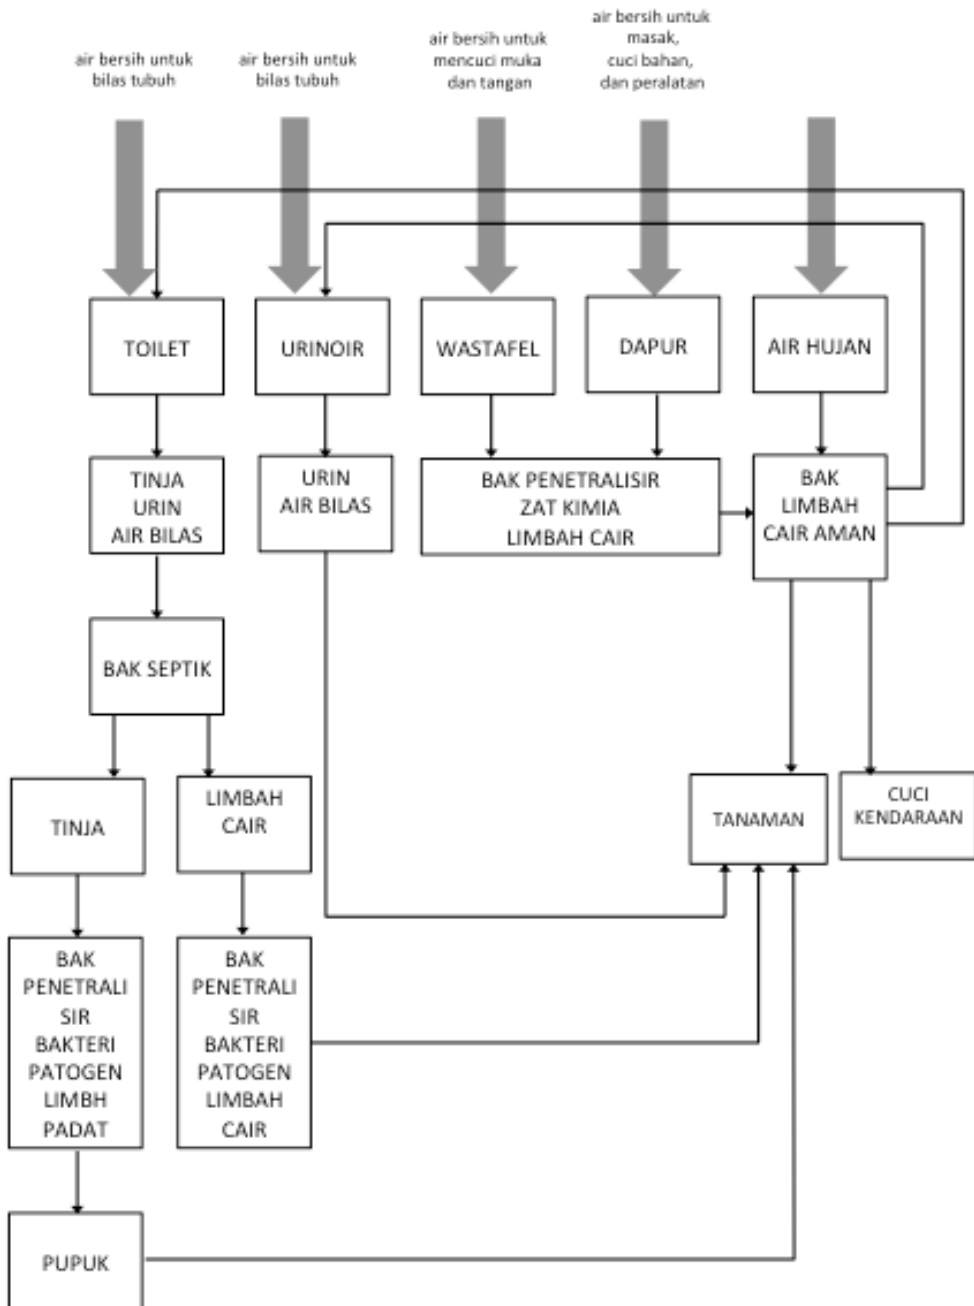 air bersih untuk
bilas tubuh
air bersih untuk
bilas tubuh
air bersih untuk
mencuci muka
dan tangan
air bersih untuk
masak,
cuci bahan,
dan peralatan
TOILET
URINOIR
WASTAFEL
DAPUR
AIR HUJAN
TINJA
URIN
AIR BILAS
URIN
AIR BILAS
BAK PENETRALISIR
ZAT KIMIA
LIMBAH CAIR
BAK
LIMBAH
CAIR AMAN
BAK SEPTIK
TINJA
LIMBAH
CAIR
TANAMAN
CUCI
KENDARAAN
BAK
PENETRALI
SIR
BAKTERI
PATOGEN
LIMBH
PADAT
BAK
PENETRALI
SIR
BAKTERI
PATOGEN
LIMBAH
CAIR
PUPUK